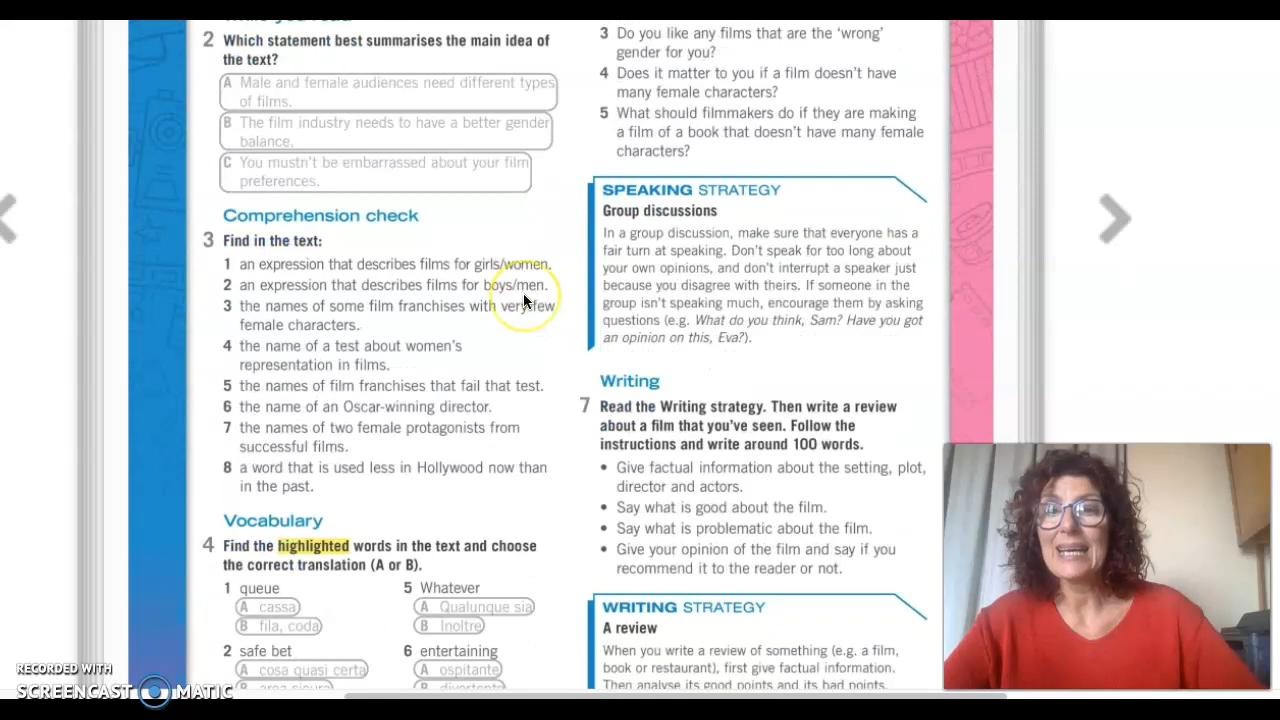 2 Which statement best summarises the main idea of
the text?
A Male and female audiences need different types
of films.
B The film industry needs to have a better gender
balance.
C You mustn't be embarrassed about your film
preferences.
Comprehension check
3 Find in the text:
1 an expression that describes films for girls/women.
2 an expression that describes films for boys/men.
3 the names of some film franchises with very few
female characters.
4 the name of a test about women's
representation in films.
5 the names of film franchises that fail that test.
6 the name of an Oscar-winning director.
7 the names of two female protagonists from
successful films.
8 a word that is used less in Hollywood now than
in the past.
Vocabulary
4 Find the highlighted words in the text and choose
the correct translation (A or B).
1 queue
A cassa
B fila, coda
2 safe bet
A cosa quasi certa
5 Whatever
A Qualunque sia
B Inoltre
6 entertaining
A ospitante
B divertente
3 Do you like any films that are the 'wrong'
gender for you?
4 Does it matter to you if a film doesn't have
many female characters?
5 What should filmmakers do if they are making
a film of a book that doesn't have many female
characters?
SPEAKING STRATEGY
Group discussions
In a group discussion, make sure that everyone has a
fair turn at speaking. Don't speak for too long about
your own opinions, and don't interrupt a speaker just
because you disagree with theirs. If someone in the
group isn't speaking much, encourage them by asking
questions (e.g. What do you think, Sam? Have you got
an opinion on this, Eva?).
Writing
7 Read the Writing strategy. Then write a review
about a film that you've seen. Follow the
instructions and write around 100 words.
• Give factual information about the setting, plot,
director and actors.
• Say what is good about the film.
• Say what is problematic about the film.
• Give your opinion of the film and say if you
recommend it to the reader or not.
WRITING STRATEGY
A review
When you write a review of something (e.g. a film,
book or restaurant), first give factual information.
Then analyse its good points and its bad points.
RECORDED WITH
SCREENCAST MATIC